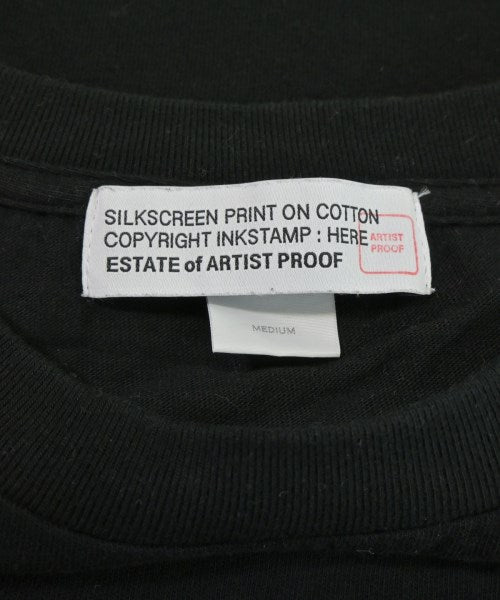 SILKSCREEN PRINT ON COTTON
COPYRIGHT INKSTAMP : HERE
ESTATE of ARTIST PROOF
ARTIST
PROOF
MEDIUM